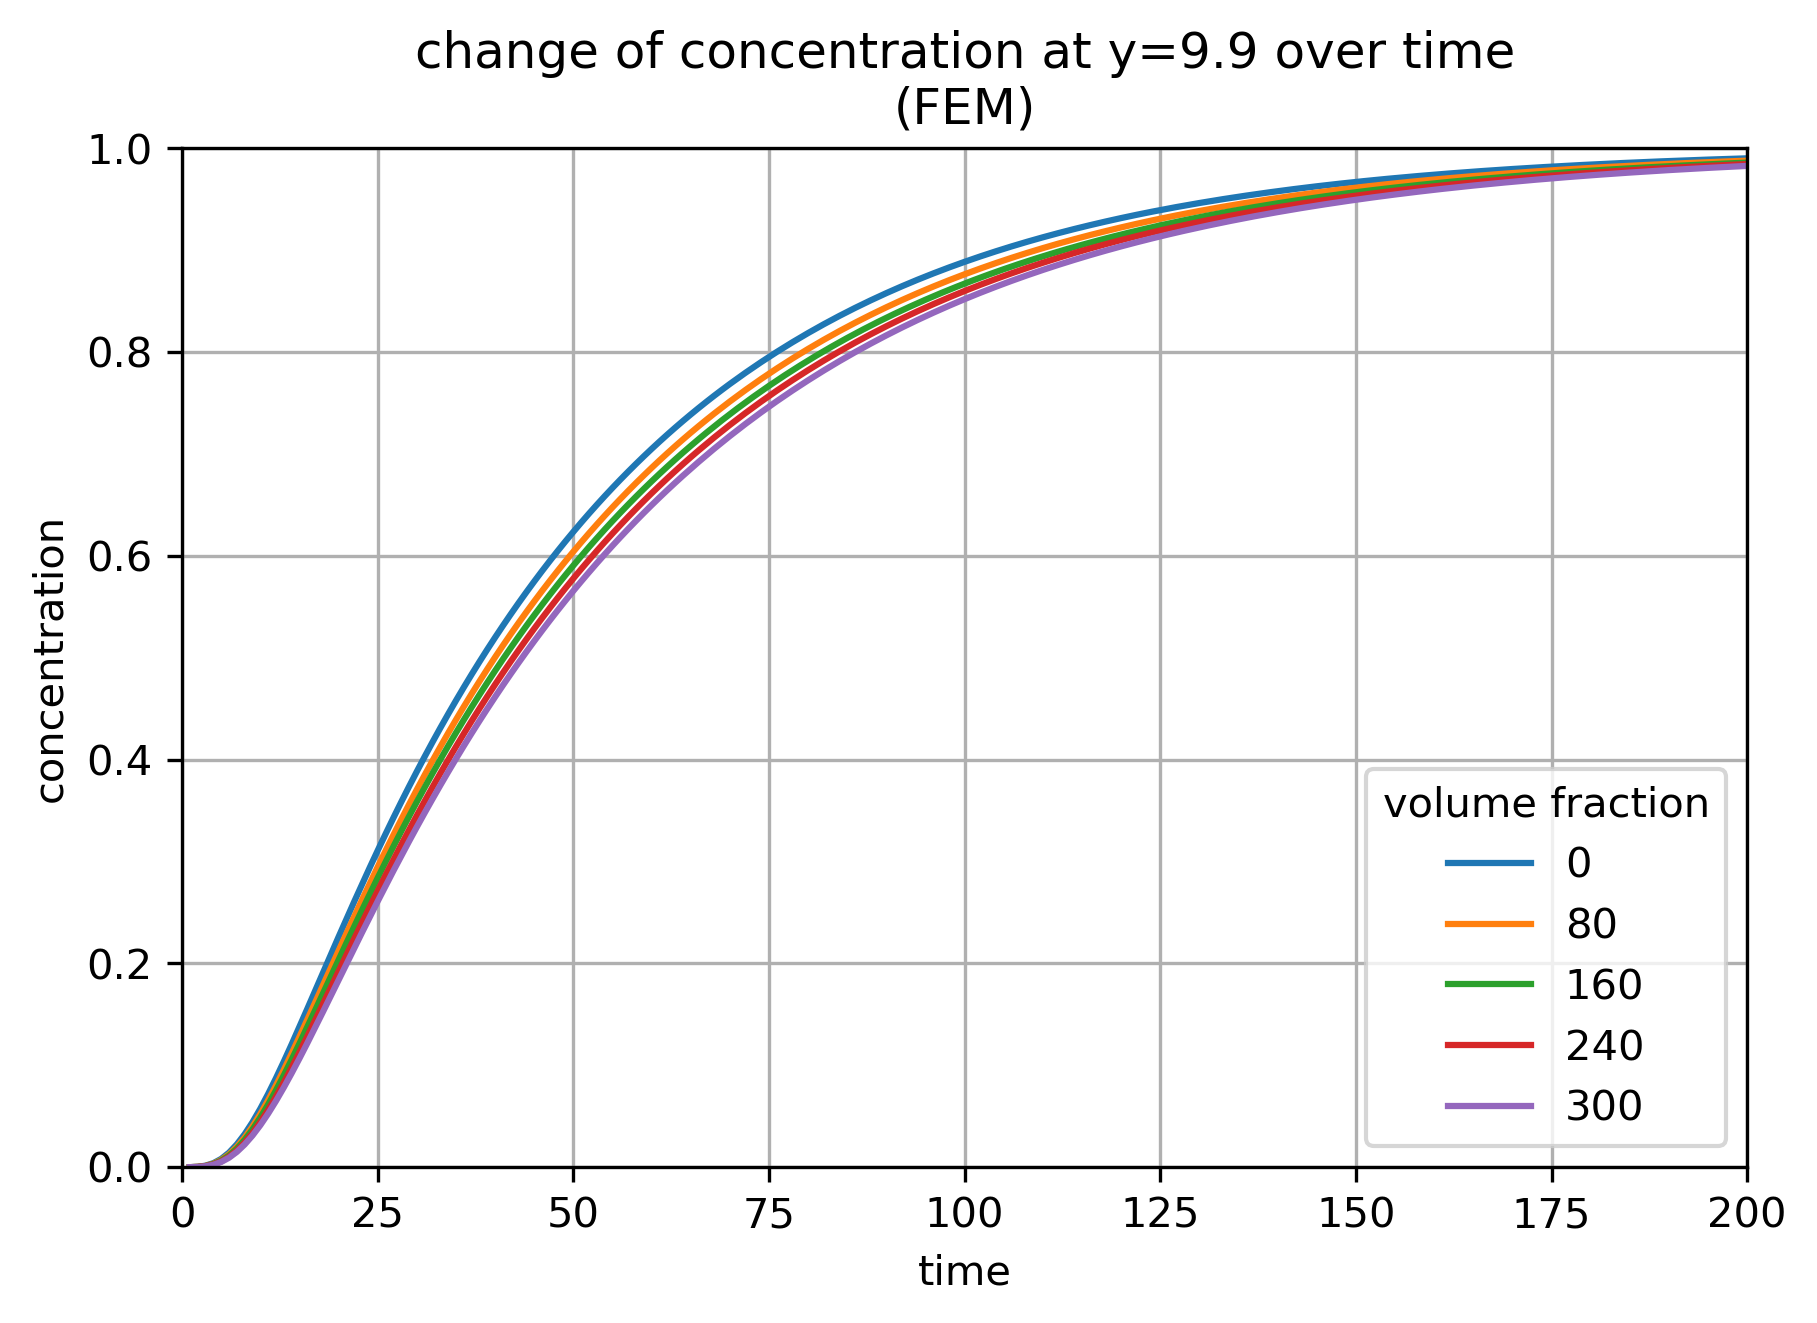 change of concentration at y=9.9 over time
(FEM)
1.0
0.8
0.6
0.4
0.2
0.0
concentration
0 25 50 75 100 125 150 175 200
time
volume fraction
0
80
160
240
300